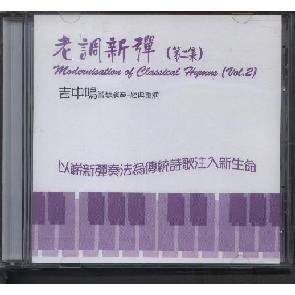 老調新彈 (第二集)
Modernisation of Classical Hymns (Vol.2)
吉中鳴
以嶄新彈奏法為傳統詩歌注入新生命